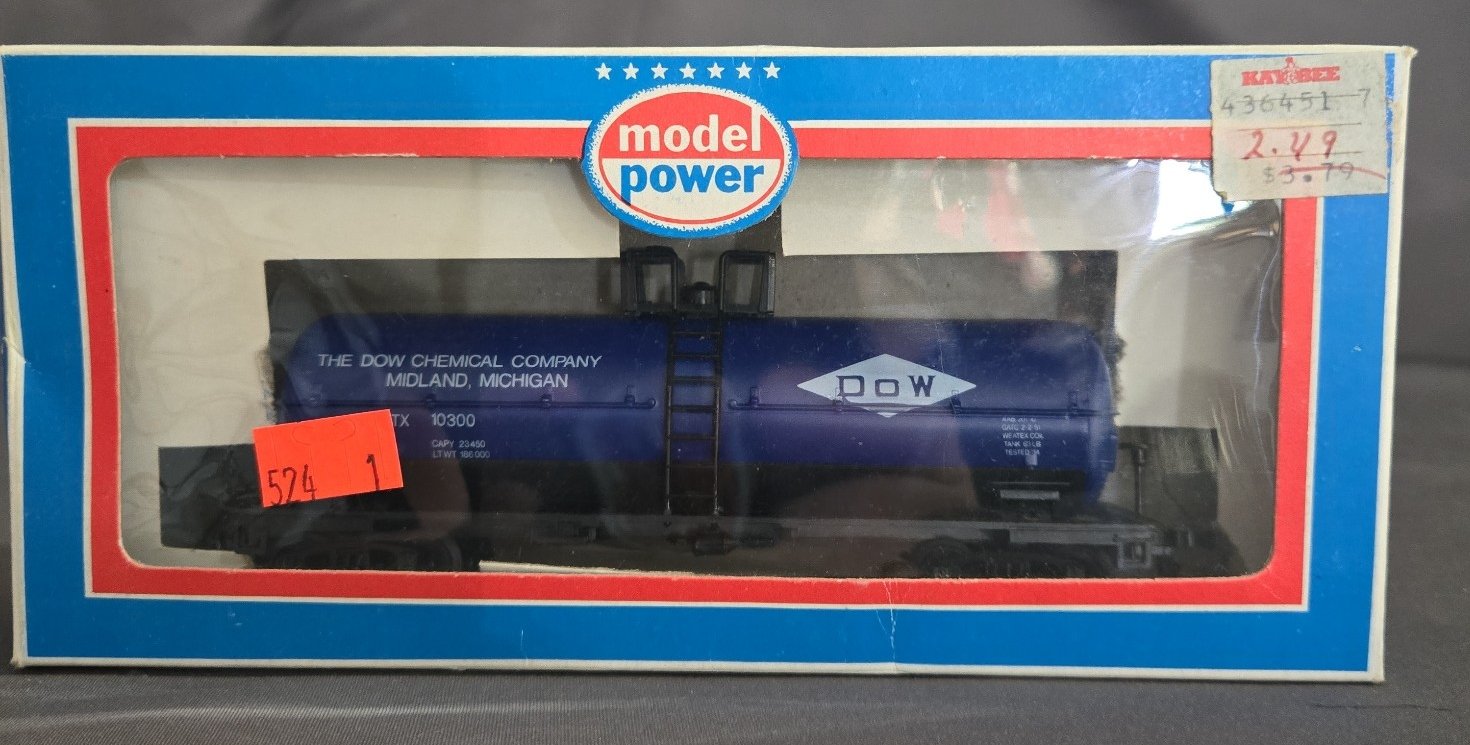 model
power
KAY BEE
436451 7
2.49
$3.79
THE DOW CHEMICAL COMPANY
MIDLAND, MICHIGAN
DOW
TX 10300
CAPY 23450
LT WT 186000
TESTED
524 1